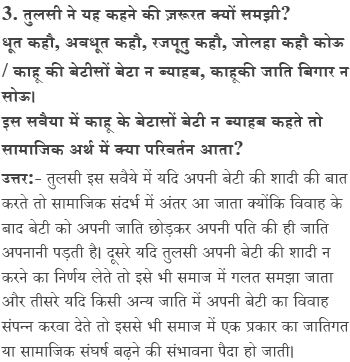 3. तुलसी ने यह कहने की ज़रूरत क्यों समझी?
धूत कहौ, अवधूत कहौ, रजपूतु कहौ, जोलहा कहौ कोऊ
/ काहू की बेटीसों बेटा न ब्याहब, काहूकी जाति बिगार न
सोऊ।
इस सवैया में काहू के बेटासों बेटी न ब्याहब कहते तो
सामाजिक अर्थ में क्या परिवर्तन आता?
उत्तर:- तुलसी इस सवैये में यदि अपनी बेटी की शादी की बात
करते तो सामाजिक संदर्भ में अंतर आ जाता क्योंकि विवाह के
बाद बेटी को अपनी जाति छोड़कर अपनी पति की ही जाति
अपनानी पड़ती है। दूसरे यदि तुलसी अपनी बेटी की शादी न
करने का निर्णय लेते तो इसे भी समाज में गलत समझा जाता
और तीसरे यदि किसी अन्य जाति में अपनी बेटी का विवाह
संपन्न करवा देते तो इससे भी समाज में एक प्रकार का जातिगत
या सामाजिक संघर्ष बढ़ने की संभावना पैदा हो जाती।